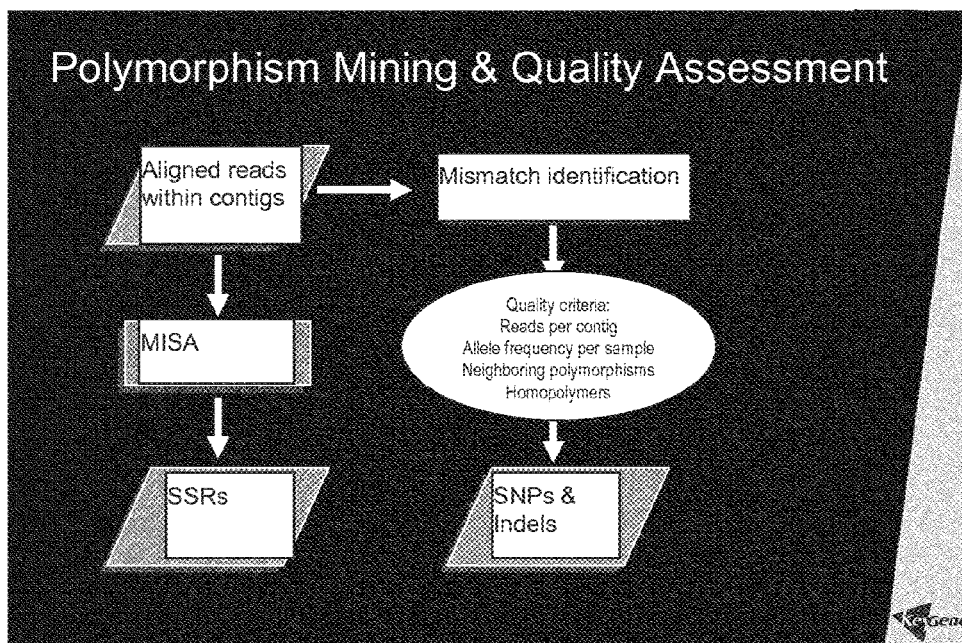 Polymorphism Mining & Quality Assessment
Aligned reads
within contigs
Mismatch identification
MISA
Quality criteria:
Reads per contig
Allele frequency per sample
Neighboring polymorphisms
Homopolymers
SSRs
SNPs &
Indels
KeyGene